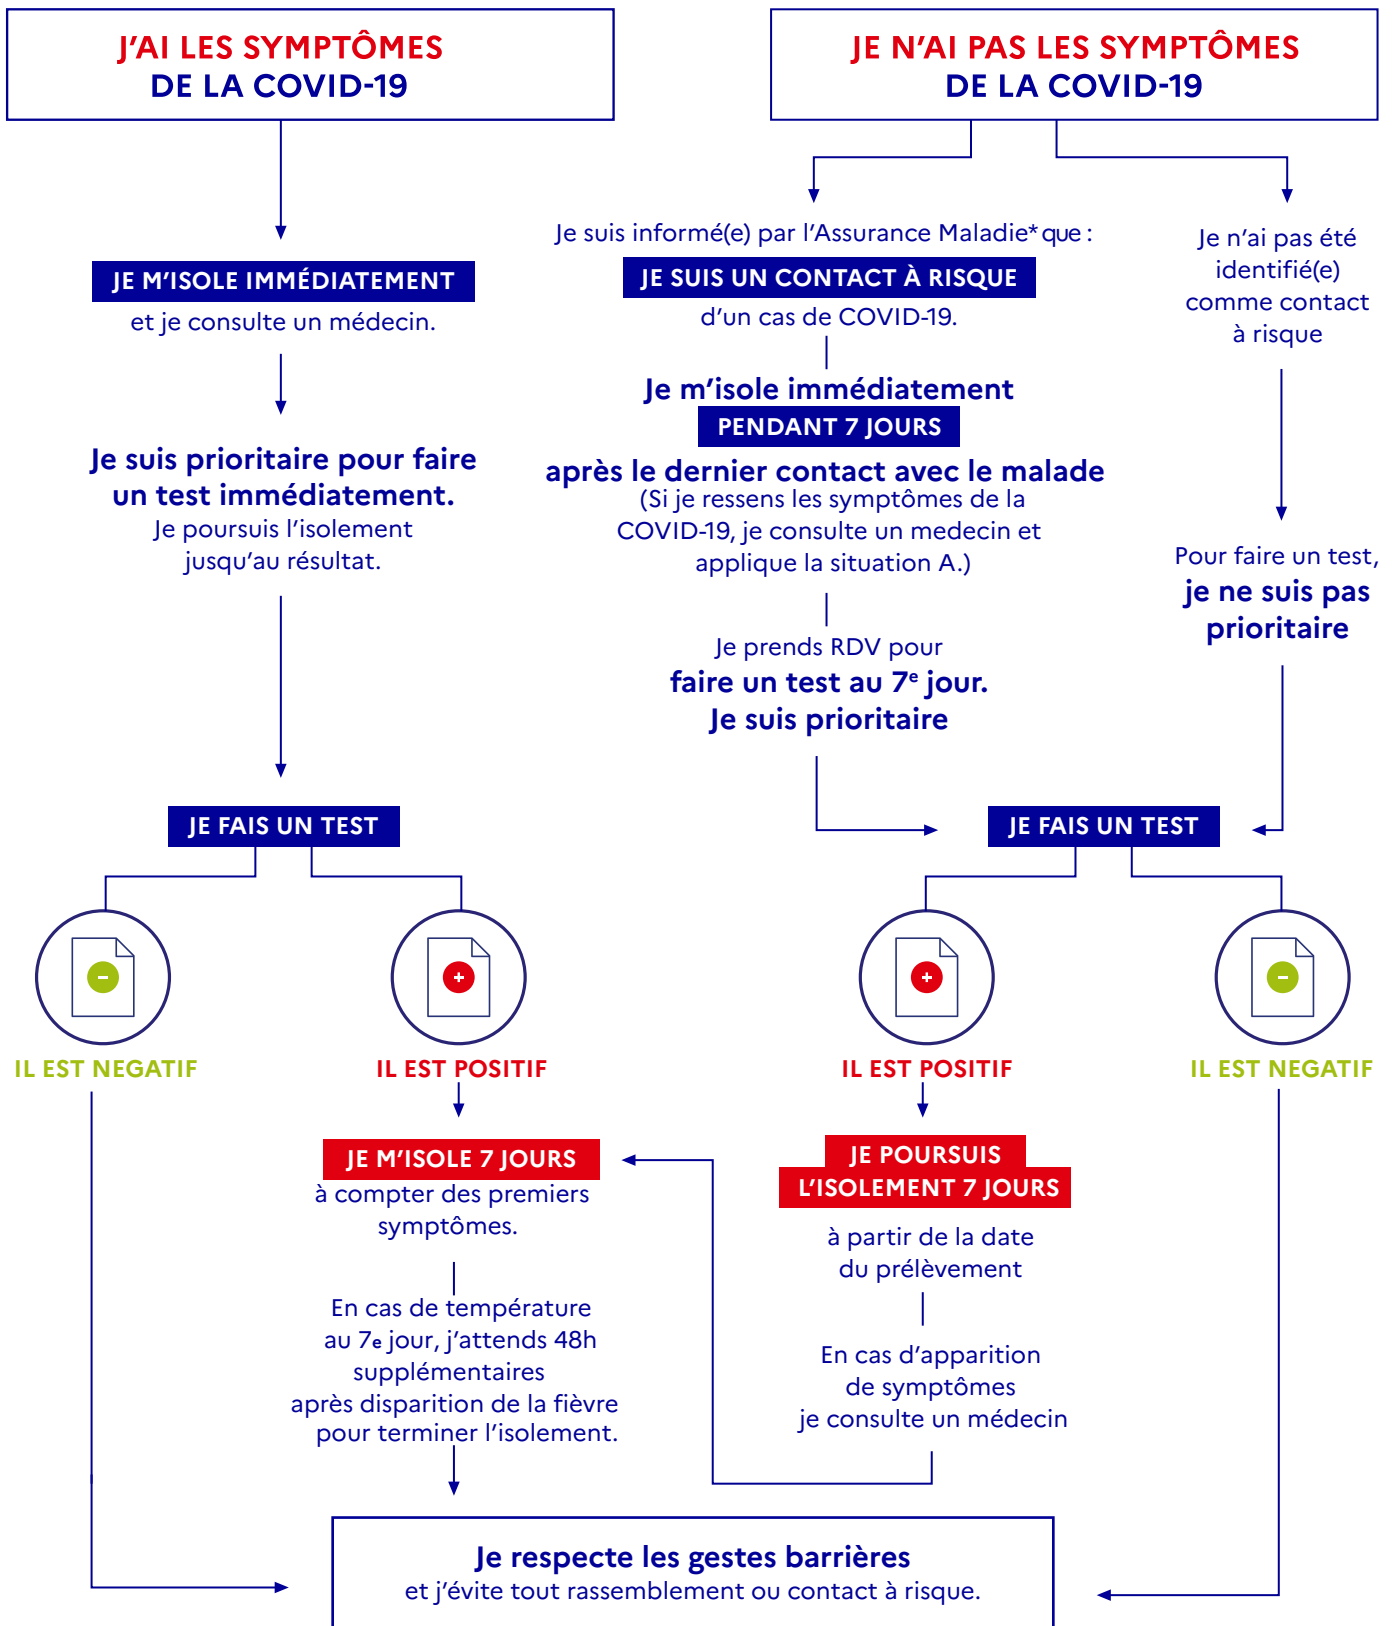 J'AI LES SYMPTÔMES
DE LA COVID-19
JE M'ISOLE IMMÉDIATEMENT
et je consulte un médecin.
Je suis prioritaire pour faire
un test immédiatement.
Je poursuis l'isolement
jusqu'au résultat.
JE FAIS UN TEST
IL EST NEGATIF
IL EST POSITIF
JE M'ISOLE 7 JOURS
à compter des premiers
symptômes.
En cas de température
au 7e jour, j'attends 48h
supplémentaires
après disparition de la fièvre
pour terminer l'isolement.
JE N'AI PAS LES SYMPTÔMES
DE LA COVID-19
Je suis informé(e) par l'Assurance Maladie* que :
JE SUIS UN CONTACT À RISQUE
d'un cas de COVID-19.
Je m'isole immédiatement
PENDANT 7 JOURS
après le dernier contact avec le malade
(Si je ressens les symptômes de la
COVID-19, je consulte un medecin et
applique la situation A.)
Je prends RDV pour
faire un test au 7e jour.
Je suis prioritaire
Je n'ai pas été
identifié(e)
comme contact
à risque
Pour faire un test,
je ne suis pas
prioritaire
JE FAIS UN TEST
IL EST POSITIF
IL EST NEGATIF
JE POURSUIS
L'ISOLEMENT 7 JOURS
à partir de la date
du prélèvement
En cas d'apparition
de symptômes
je consulte un médecin
Je respecte les gestes barrières
et j'évite tout rassemblement ou contact à risque.